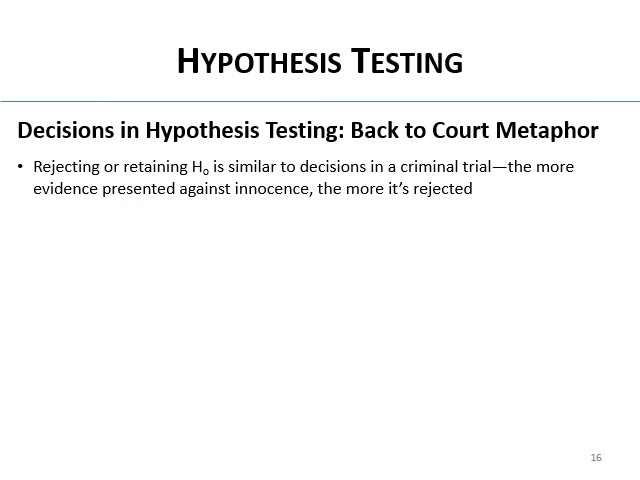 HYPOTHESIS TESTING
Decisions in Hypothesis Testing: Back to Court Metaphor
• Rejecting or retaining Ho is similar to decisions in a criminal trial—the more
evidence presented against innocence, the more it’s rejected
16